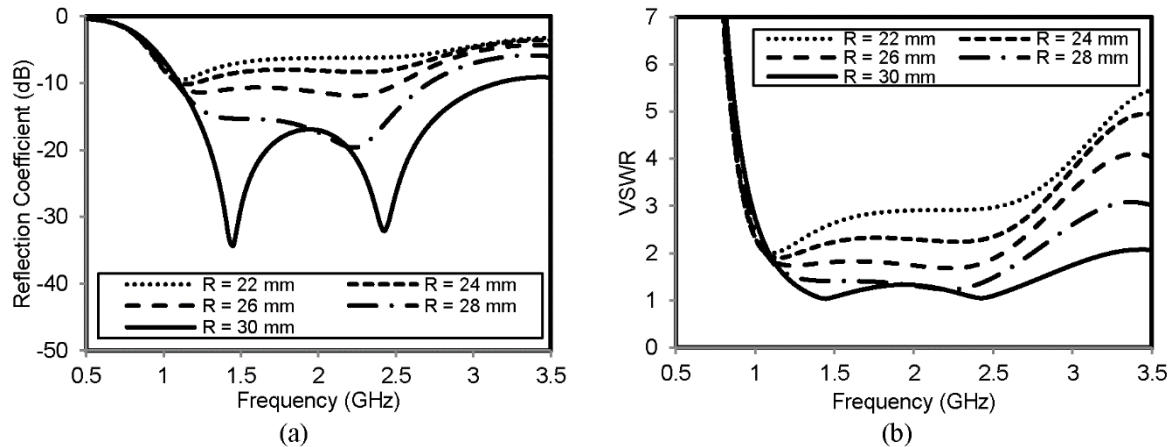 0
-10
-20
-30
-40
-50
Reflection Coefficient (dB)
R = 22 mm R = 24 mm
R = 26 mm R = 28 mm
R = 30 mm
0.5 1 1.5 2 2.5 3 3.5
Frequency (GHz)
(a)
7
6
5
4
3
2
1
0
VSWR
R = 22 mm R = 24 mm
R = 26 mm R = 28 mm
R = 30 mm
0.5 1 1.5 2 2.5 3 3.5
Frequency (GHz)
(b)